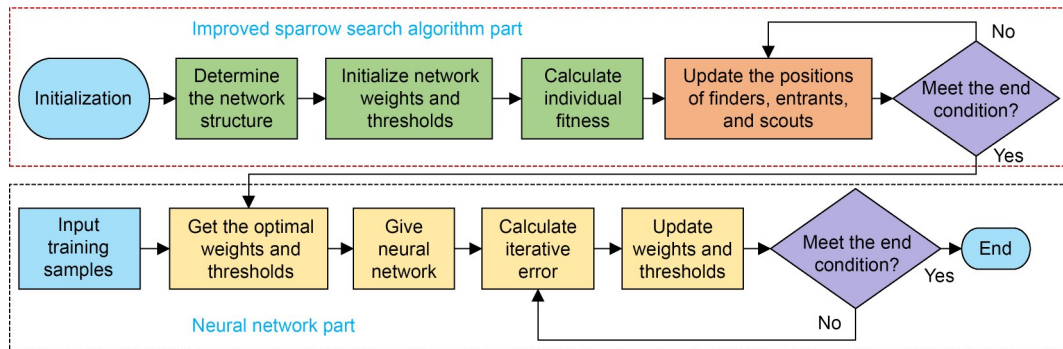 Improved sparrow search algorithm part
No
Initialization
Determine
the network
structure
Initialize network
weights and
thresholds
Calculate
individual
fitness
Update the positions
of finders, entrants,
and scouts
Meet the end
condition?
Yes
Input
training
samples
Get the optimal
weights and
thresholds
Give
neural
network
Calculate
iterative
error
Update
weights and
thresholds
Meet the end
condition?
Yes
End
No
Neural network part